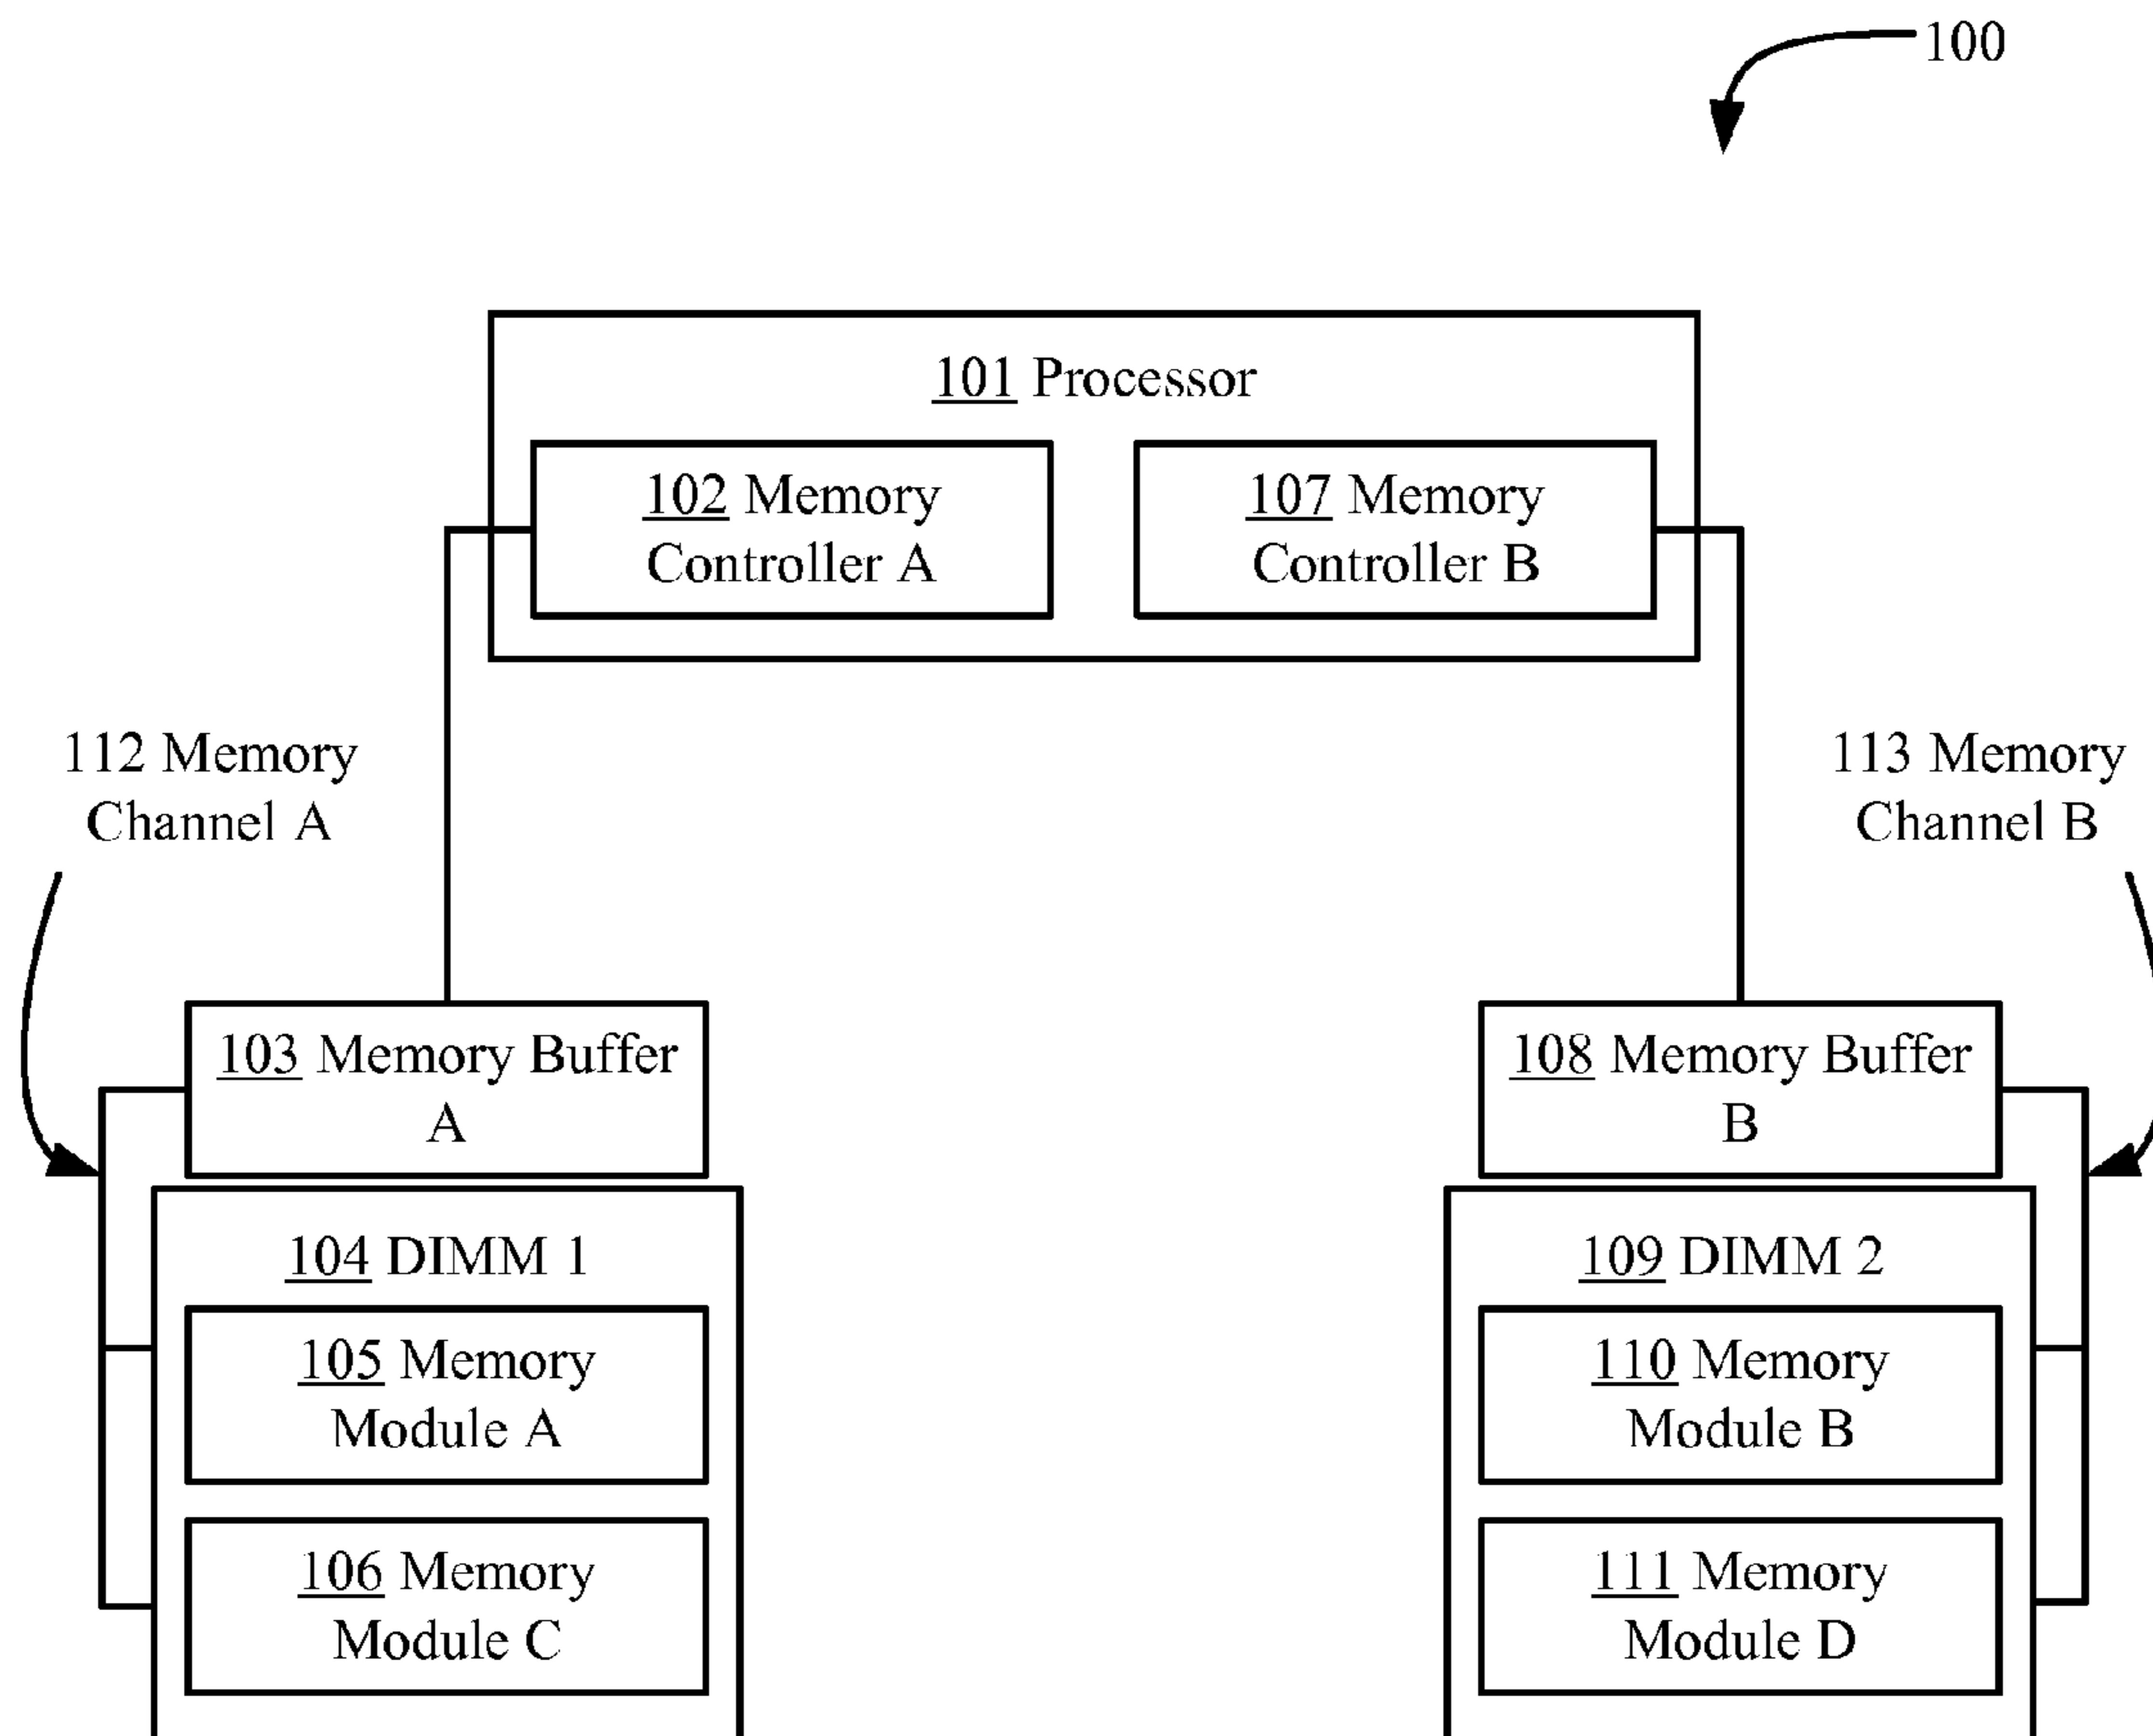 100
101 Processor
102 Memory
Controller A
107 Memory
Controller B
112 Memory
Channel A
113 Memory
Channel B
103 Memory Buffer
A
108 Memory Buffer
B
104 DIMM 1
105 Memory
Module A
106 Memory
Module C
109 DIMM 2
110 Memory
Module B
111 Memory
Module D